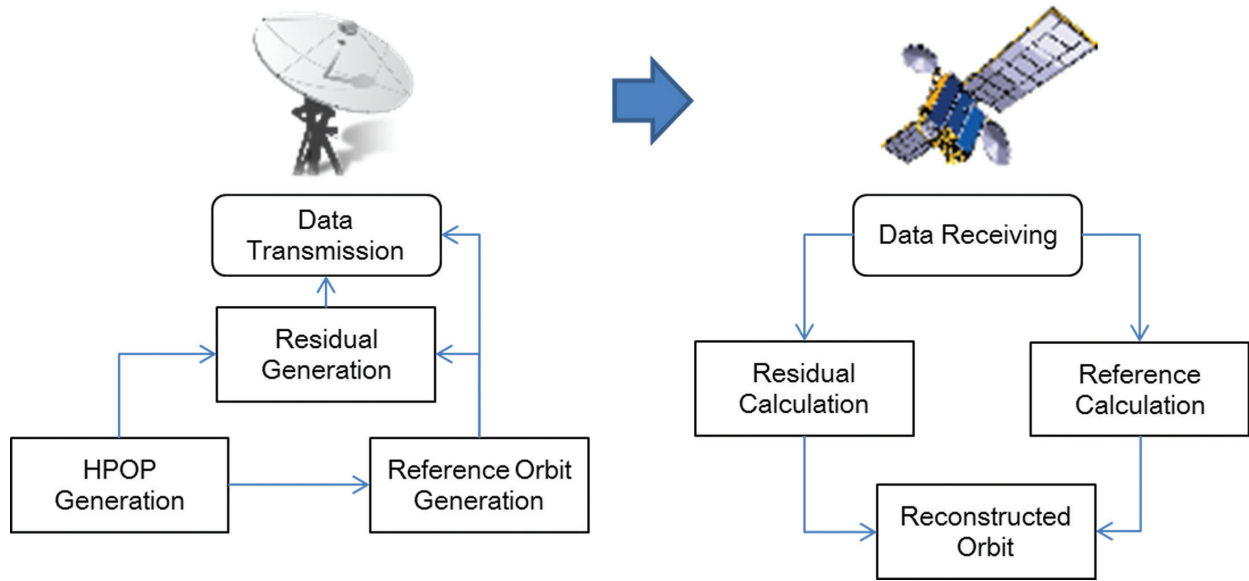 Data
Transmission
Residual
Generation
HPOP
Generation
Reference Orbit
Generation
Data Receiving
Residual
Calculation
Reference
Calculation
Reconstructed
Orbit